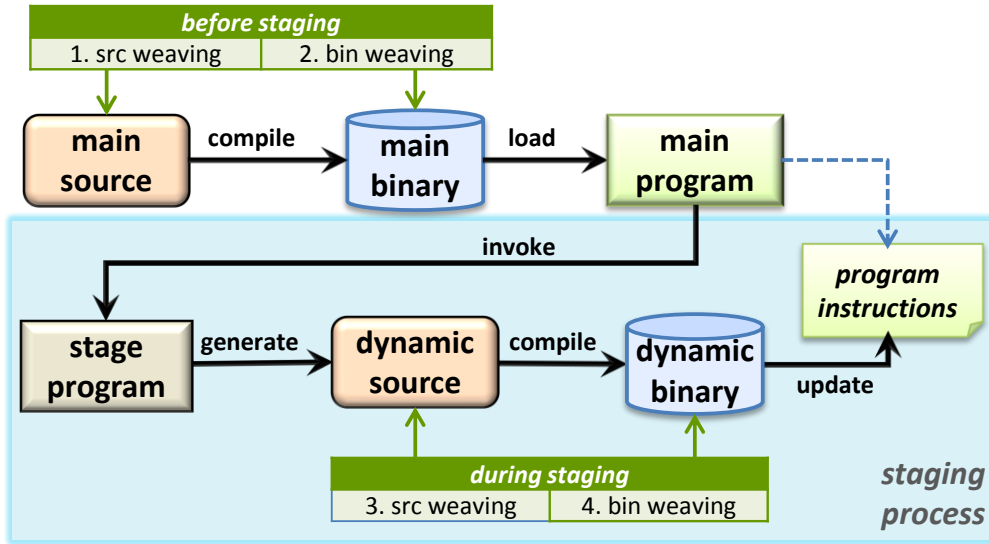 before staging
1. src weaving
2. bin weaving
main
source
compile
main
binary
load
main
program
invoke
program
instructions
stage
program
generate
dynamic
source
compile
dynamic
binary
update
during staging
3. src weaving
4. bin weaving
staging
process